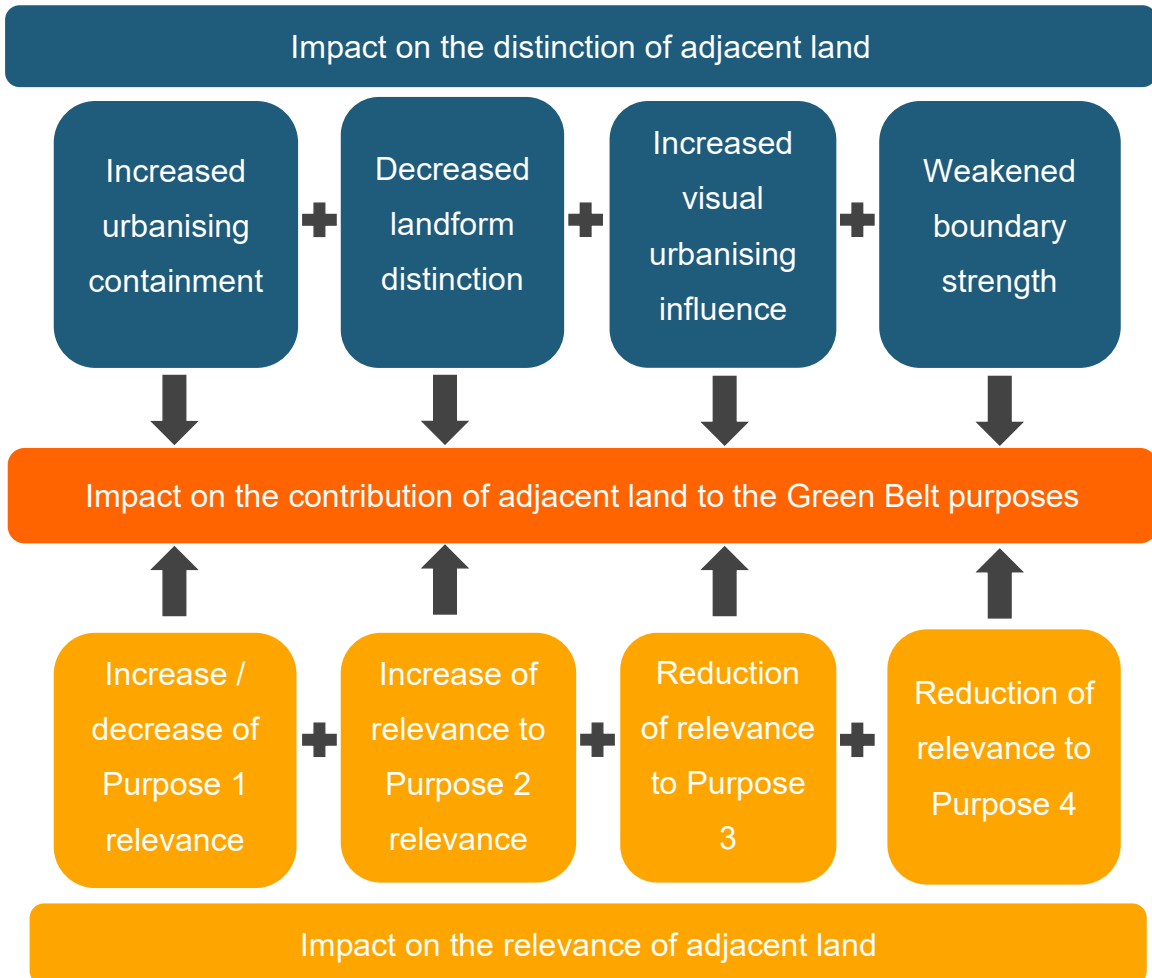 Impact on the distinction of adjacent land
Increased
urbanising
containment
Decreased
landform
distinction
Increased
visual
urbanising
influence
Weakened
boundary
strength
Impact on the contribution of adjacent land to the Green Belt purposes
Increase /
decrease of
Purpose 1
relevance
Increase of
relevance to
Purpose 2
relevance
Reduction
of relevance
to Purpose
3
Reduction of
relevance to
Purpose 4
Impact on the relevance of adjacent land